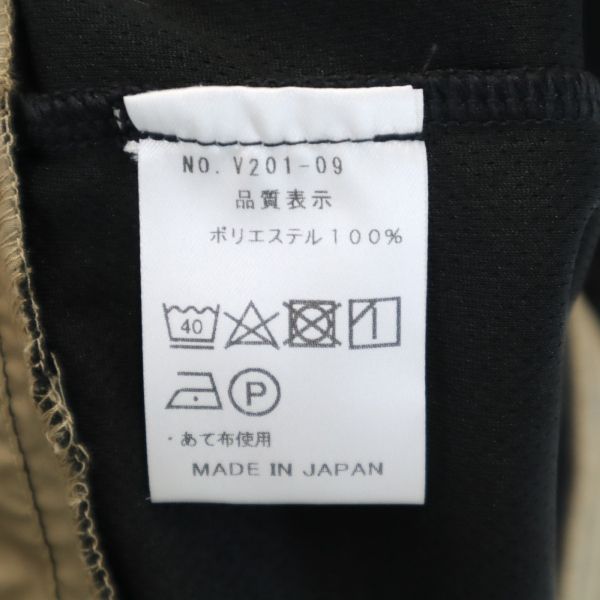 NO. V201-09
品質表示
ポリエステル100%
40
P
・あて布使用
MADE IN JAPAN